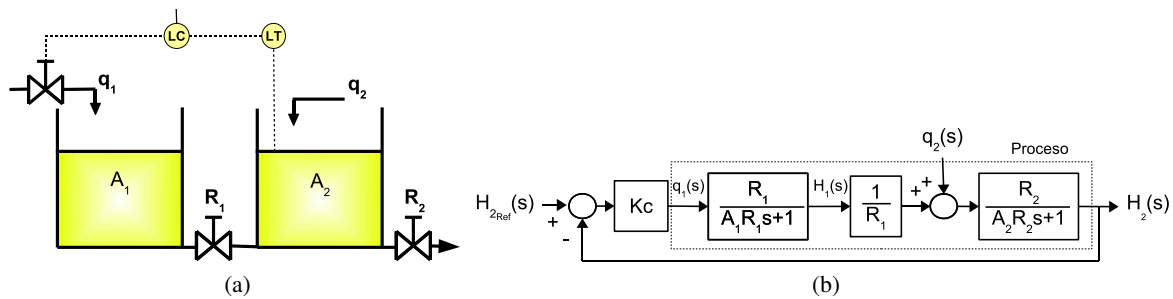 LC
LT
q1
q2
A1
A2
R1
R2
(a)
q2(s)
Proceso
H2Ref(s)
+
-
Kc
q1(s)
R1
A1R1s+1
H1(s)
1
R1
+
+
R2
A2R2s+1
H2(s)
(b)